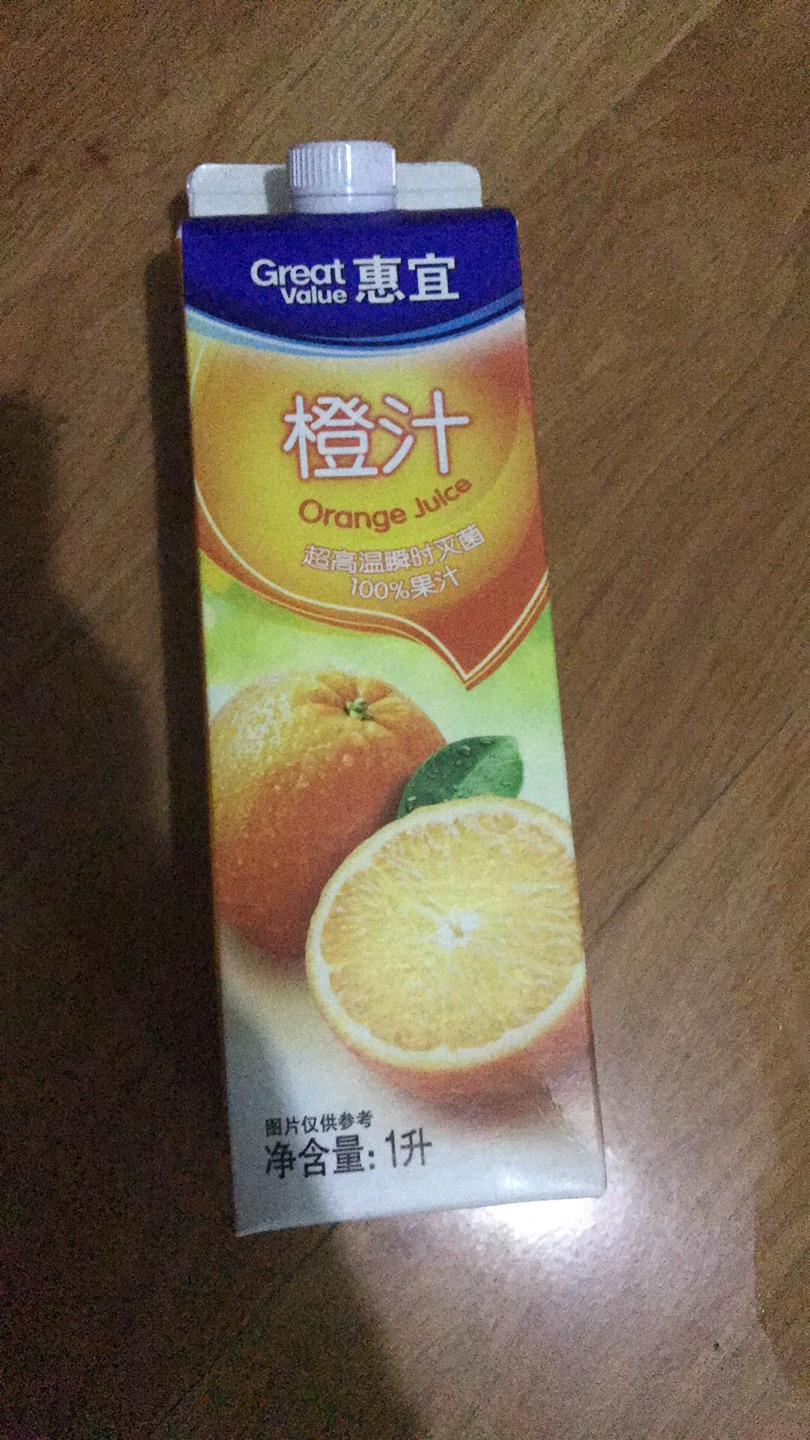 Great Value 惠宜
橙汁
Orange Juice
超高温瞬时灭菌
100%果汁
图片仅供参考
净含量:1升